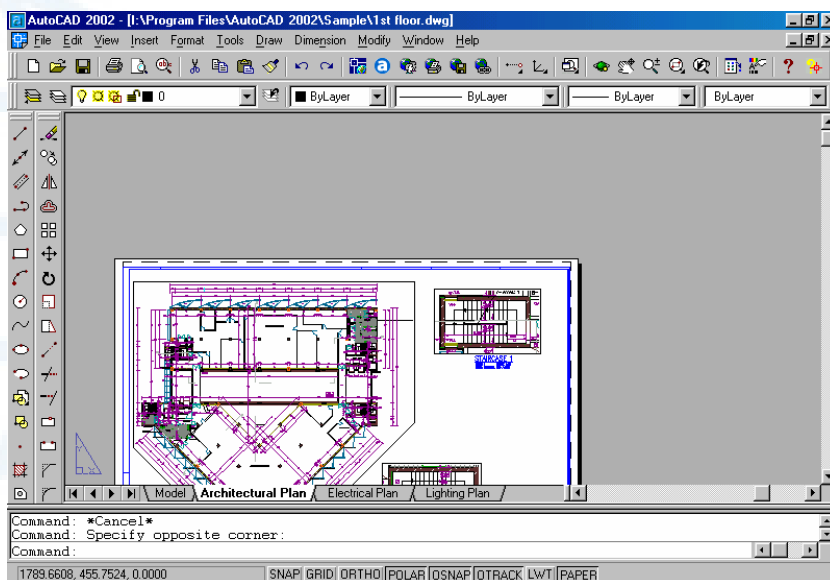 AutoCAD 2002 - [I:\Program Files\AutoCAD 2002\Sample\1st floor.dwg]
File Edit View Insert Format Tools Draw Dimension Modify Window Help
0 ByLayer ByLayer ByLayer ByLayer
STAIRCASE 1
Model Architectural Plan Electrical Plan Lighting Plan
Command: *Cancel*
Command: Specify opposite corner:
Command:
1789.6608, 455.7524, 0.0000 SNAP GRID ORTHO POLAR OSNAP OTRACK LWT PAPER